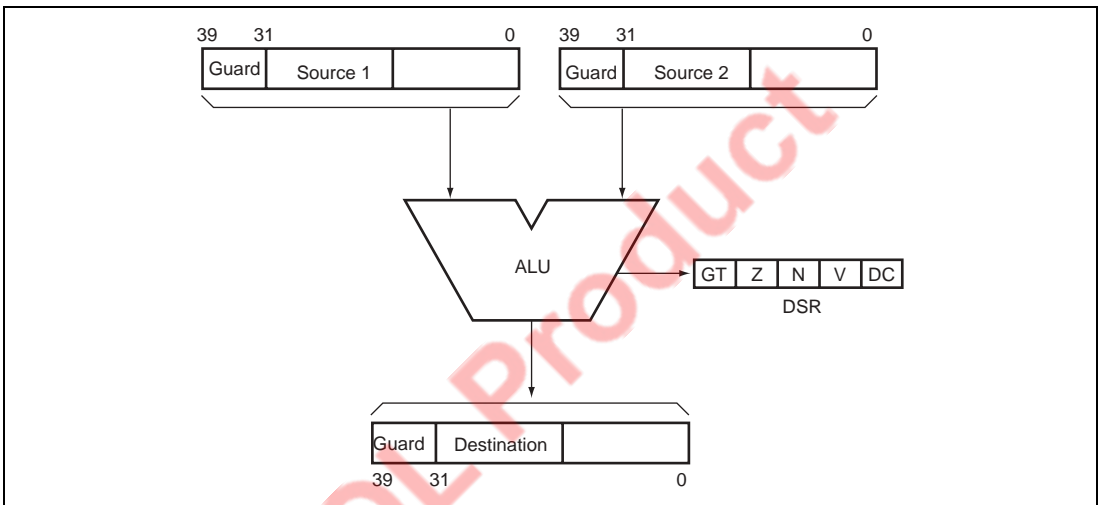 39 31 0 39 31 0
Guard Source 1 Guard Source 2
ALU
GT Z N V DC
DSR
Guard Destination
39 31 0
OL Product